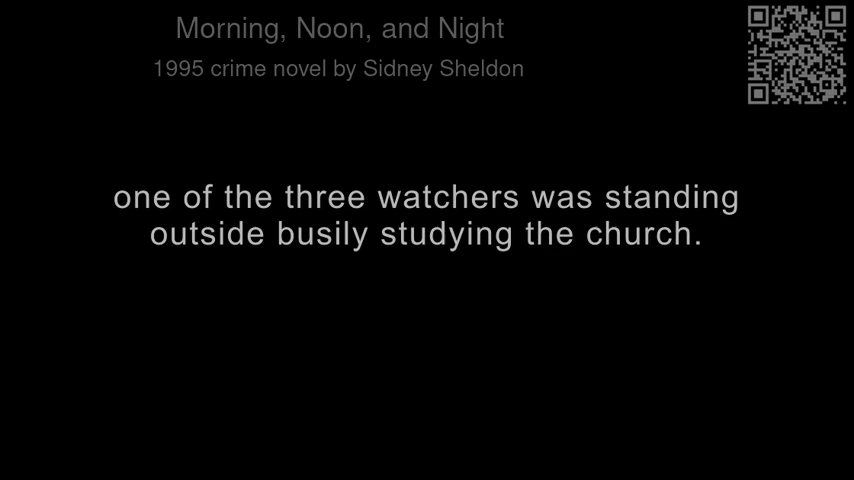 Morning, Noon, and Night
1995 crime novel by Sidney Sheldon
one of the three watchers was standing
outside busily studying the church.